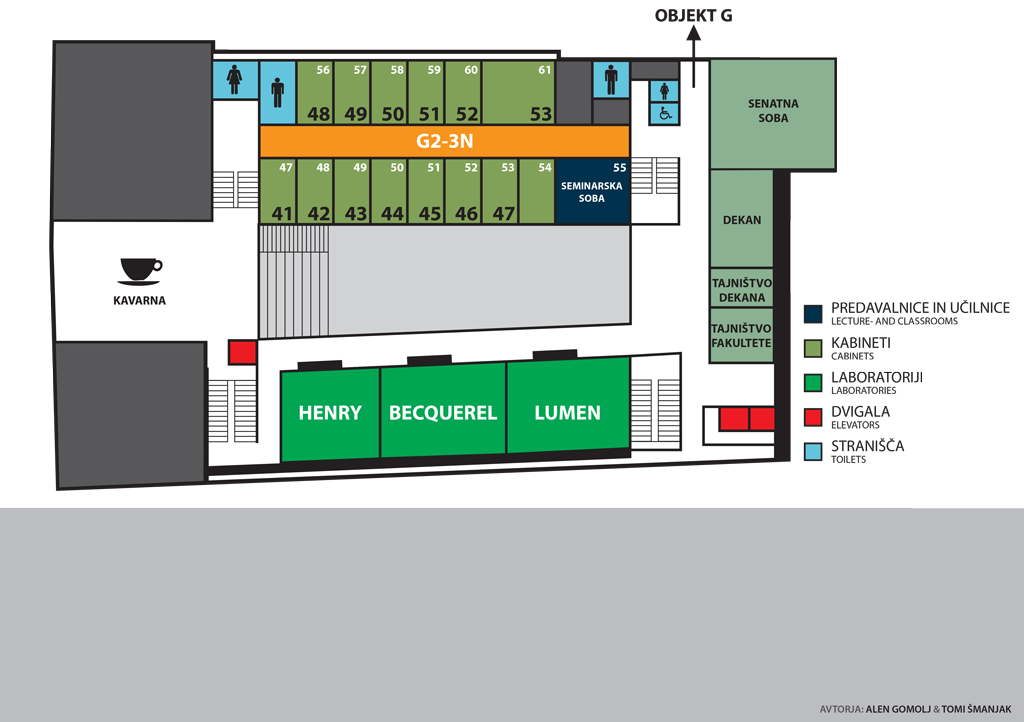 OBJEKT G
56 57 58 59 60 61
48 49 50 51 52 53
SENATNA
SOBA
G2-3N
47 48 49 50 51 52 53 54 55
SEMINARSKA
SOBA
41 42 43 44 45 46 47
DEKAN
KAVARNA
TAJNIŠTVO
DEKANA
TAJNIŠTVO
FAKULTETE
PREDAVALNICE IN UČILNICE
LECTURE- AND CLASSROOMS
KABINETI
CABINETS
LABORATORIJI
LABORATORIES
DVIGALA
ELEVATORS
STRANIŠČA
TOILETS
HENRY BECQUEREL LUMEN
AVTORJA: ALEN GOMOLJ & TOMI ŠMANJAK